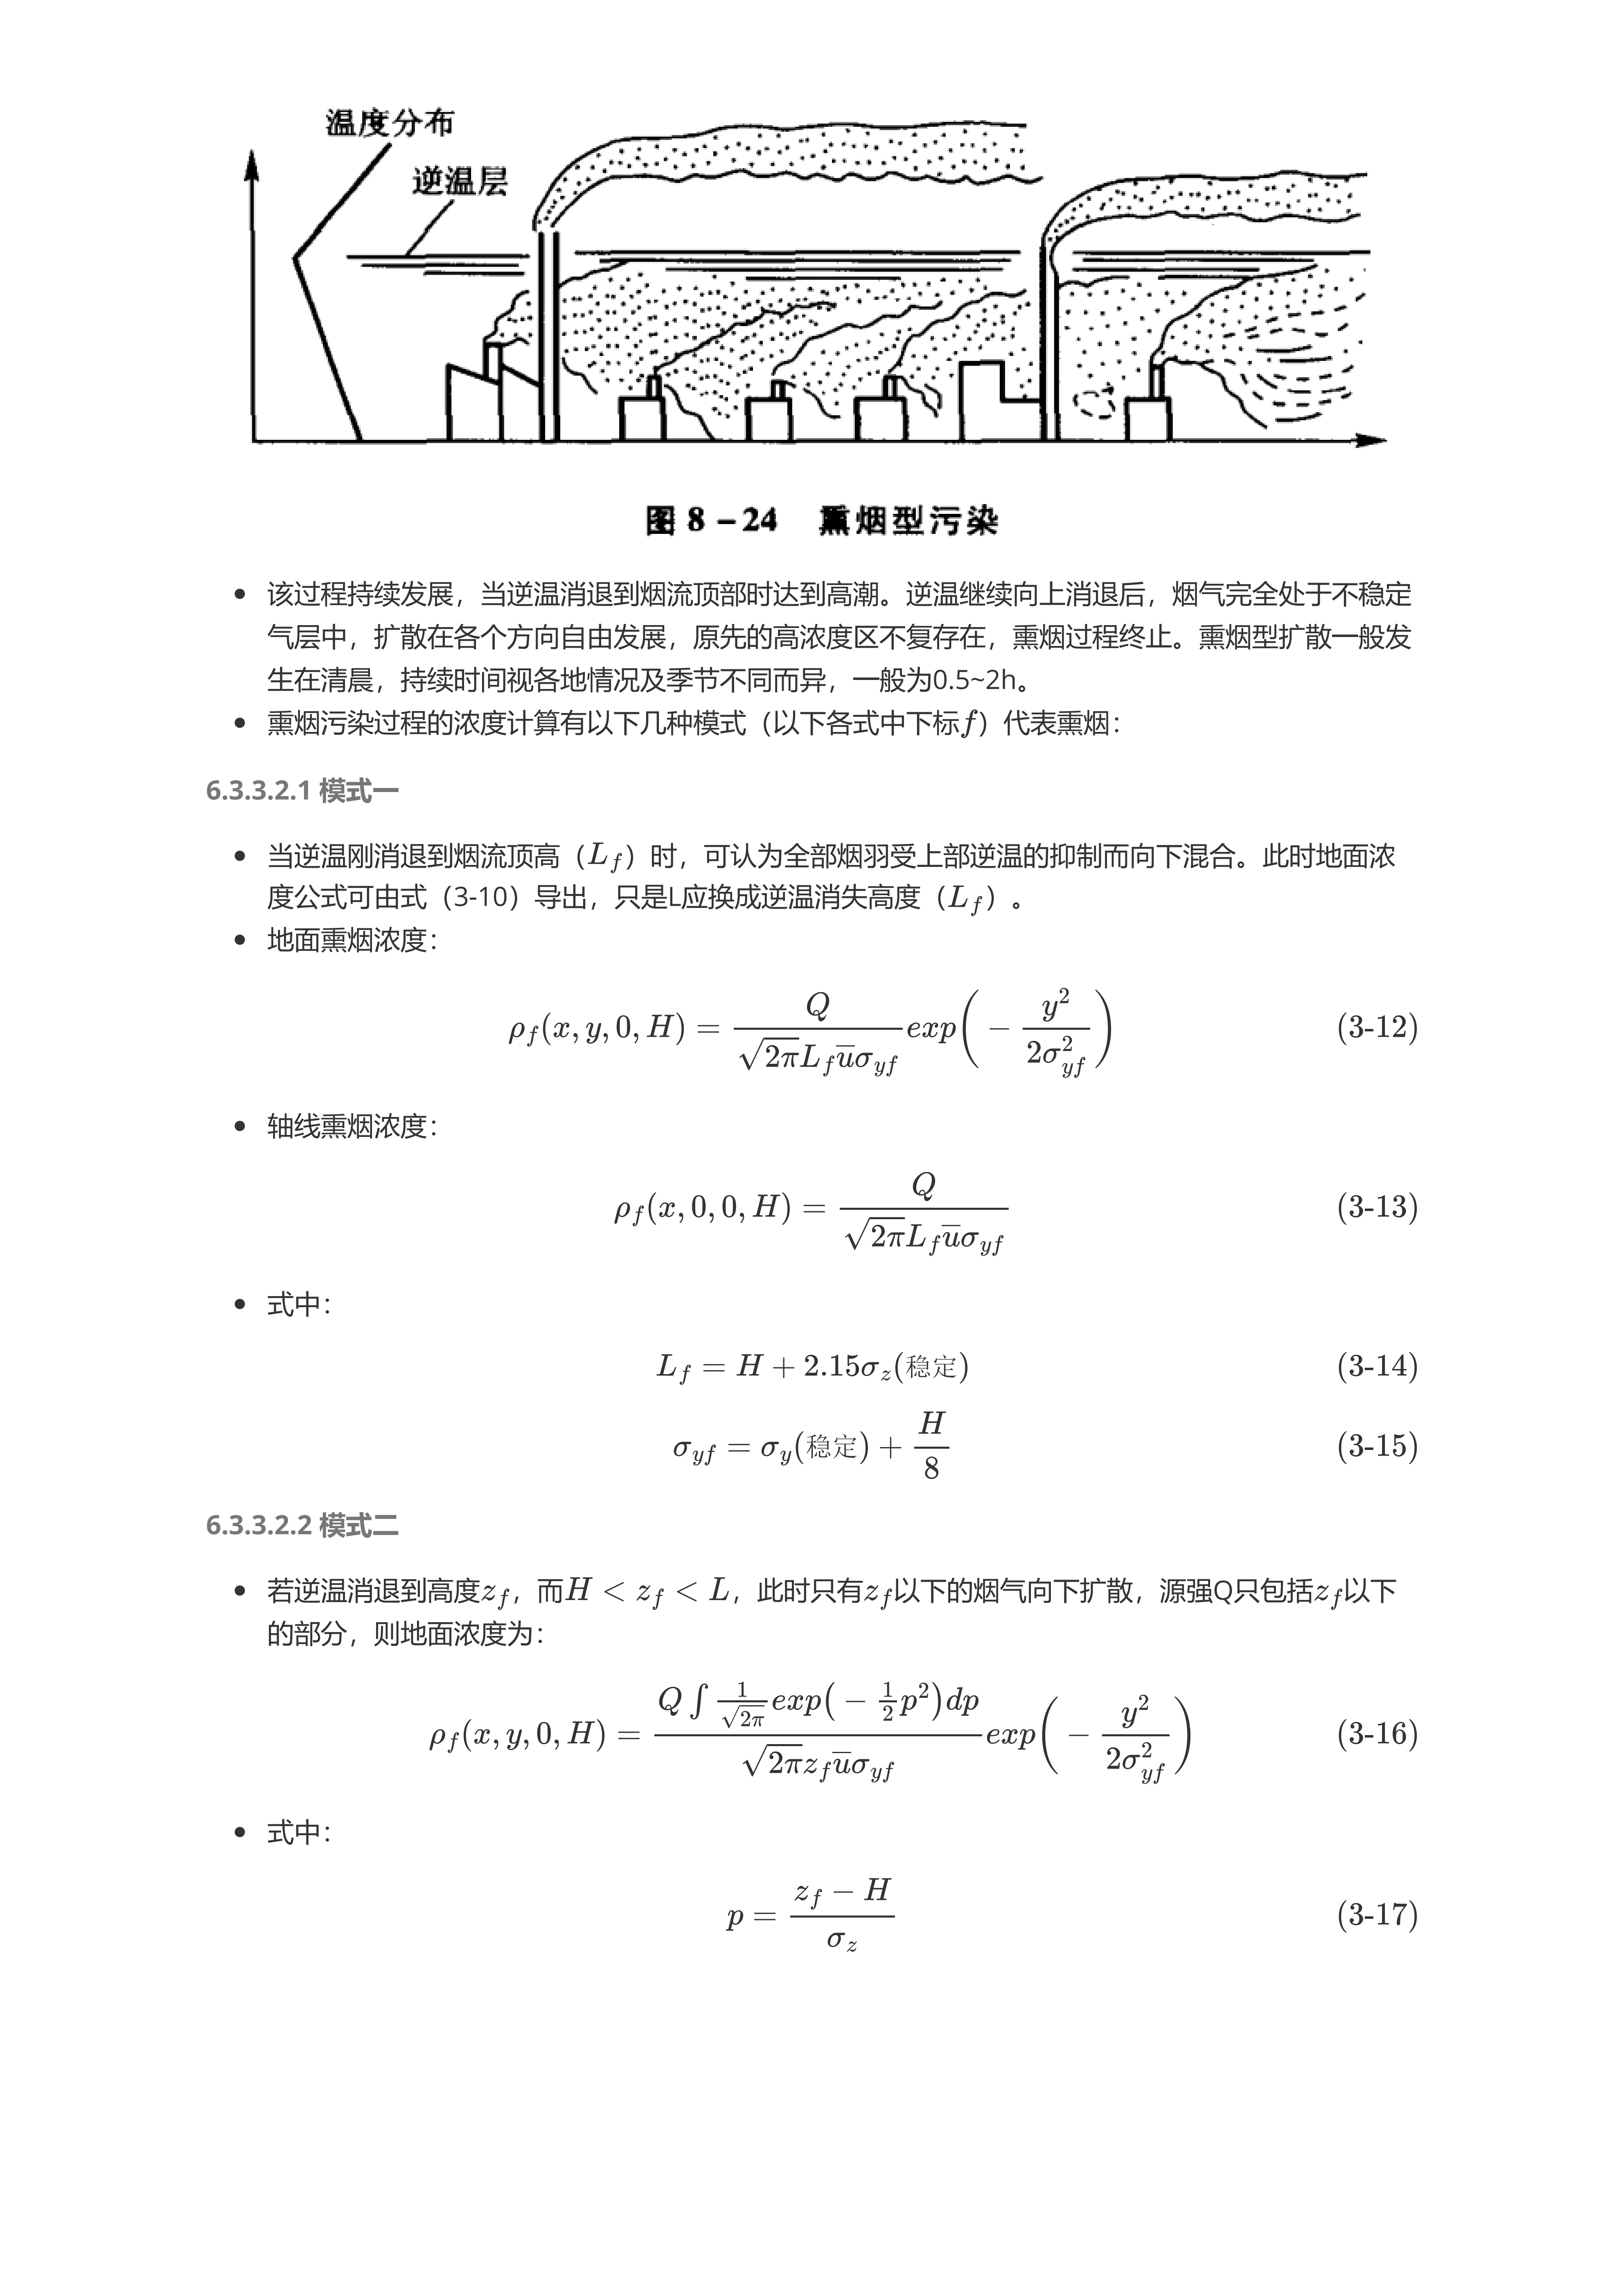 温度分布
逆温层
图 8－24 熏烟型污染
• 该过程持续发展，当逆温消退到烟流顶部时达到高潮。逆温继续向上消退后，烟气完全处于不稳定
气层中，扩散在各个方向自由发展，原先的高浓度区不复存在，熏烟过程终止。熏烟型扩散一般发
生在清晨，持续时间视各地情况及季节不同而异，一般为0.5~2h。
• 熏烟污染过程的浓度计算有以下几种模式（以下各式中下标$f$）代表熏烟：
6.3.3.2.1 模式一
• 当逆温刚消退到烟流顶高（$L_f$）时，可认为全部烟羽受上部逆温的抑制而向下混合。此时地面浓
度公式可由式（3-10）导出，只是L应换成逆温消失高度（$L_f$）。
• 地面熏烟浓度：
$\rho_f(x,y,0,H)=\frac{Q}{\sqrt{2\pi}L_f\overline{u}\sigma_{yf}}exp\left(-\frac{y^2}{2\sigma_{yf}^2}\right)$ (3-12)
• 轴线熏烟浓度：
$\rho_f(x,0,0,H)=\frac{Q}{\sqrt{2\pi}L_f\overline{u}\sigma_{yf}}$ (3-13)
• 式中：
$L_f=H+2.15\sigma_z(稳定)$ (3-14)
$\sigma_{yf}=\sigma_y(稳定)+\frac{H}{8}$ (3-15)
6.3.3.2.2 模式二
• 若逆温消退到高度$z_f$，而$H<z_f<L$，此时只有$z_f$以下的烟气向下扩散，源强Q只包括$z_f$以下
的部分，则地面浓度为：
$\rho_f(x,y,0,H)=\frac{Q\int\frac{1}{\sqrt{2\pi}}exp\left(-\frac{1}{2}p^2\right)dp}{\sqrt{2\pi}z_f\overline{u}\sigma_{yf}}exp\left(-\frac{y^2}{2\sigma_{yf}^2}\right)$ (3-16)
• 式中：
$p=\frac{z_f-H}{\sigma_z}$ (3-17)